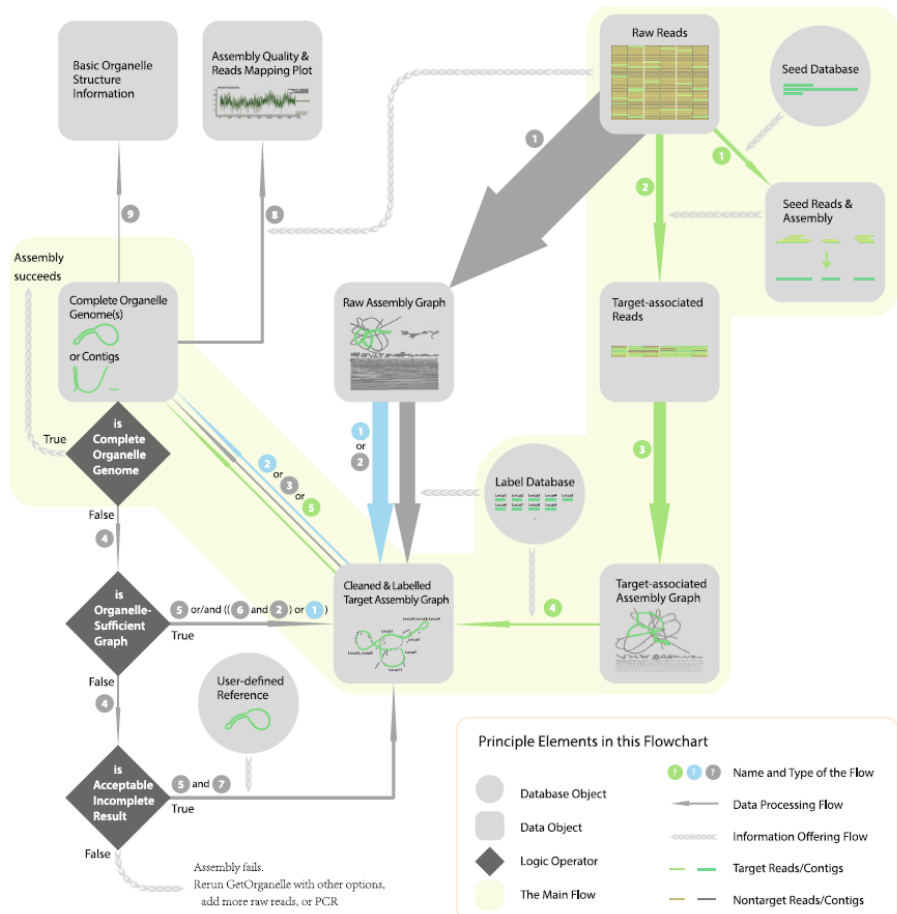 Basic Organelle
Structure
Information
Assembly Quality &
Reads Mapping Plot
Raw Reads
Seed Database
1
1
2
9
8
Seed Reads &
Assembly
Assembly
succeeds
Complete Organelle
Genome(s)
or Contigs
Raw Assembly Graph
Target-associated
Reads
True
is
Complete
Organelle
Genome
1
or
2
2
or
3
or
5
3
Label Database
Locus1 Locus2 Locus3 Locus4 Locus5
False
4
is
Organelle-
Sufficient
Graph
5 or/and ( ( 6 and 2 ) or 1 )
True
Cleaned & Labelled
Target Assembly Graph
4
Target-associated
Assembly Graph
False
4
User-defined
Reference
is
Acceptable
Incomplete
Result
5 and 7
True
False
Assembly fails.
Rerun GetOrganelle with other options,
add more raw reads, or PCR
Principle Elements in this Flowchart
Database Object
Data Object
Logic Operator
The Main Flow
? ? ? Name and Type of the Flow
Data Processing Flow
Information Offering Flow
Target Reads/Contigs
Nontarget Reads/Contigs